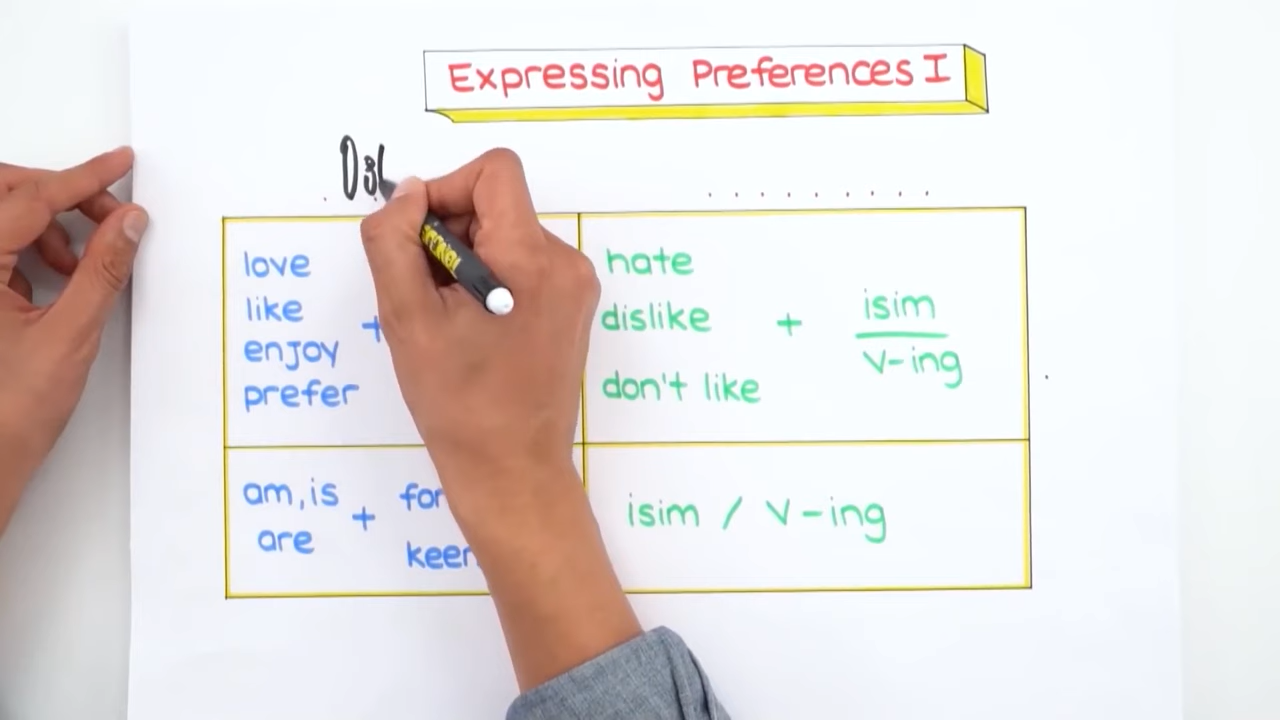 Expressing Preferences I
love
like
enjoy
prefer
+
hate
dislike
don't like
+
isim
V-ing
am, is
are
+
isim / V-ing